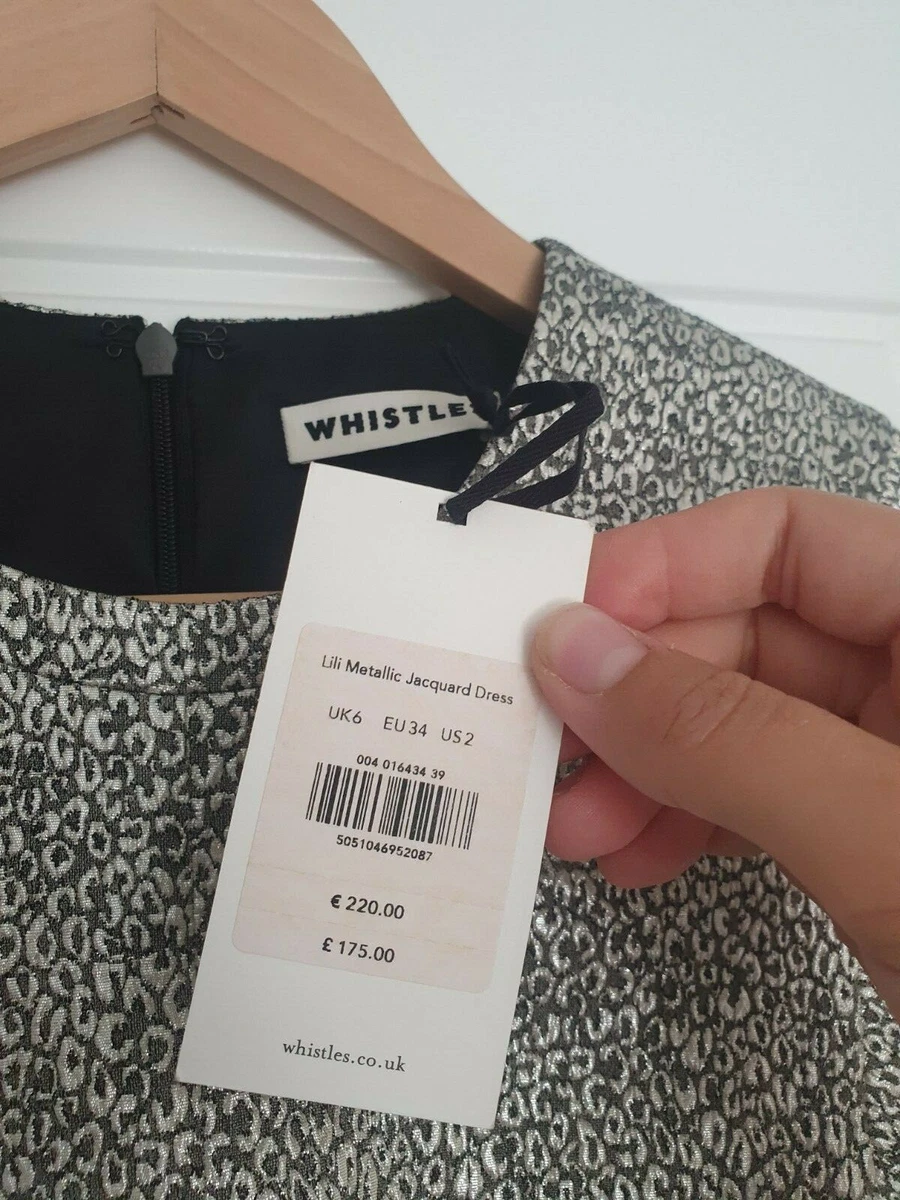 WHISTLES
Lili Metallic Jacquard Dress
UK6 EU34 US2
004 016434 39
5051046952087
€ 220.00
£ 175.00
whistles.co.uk